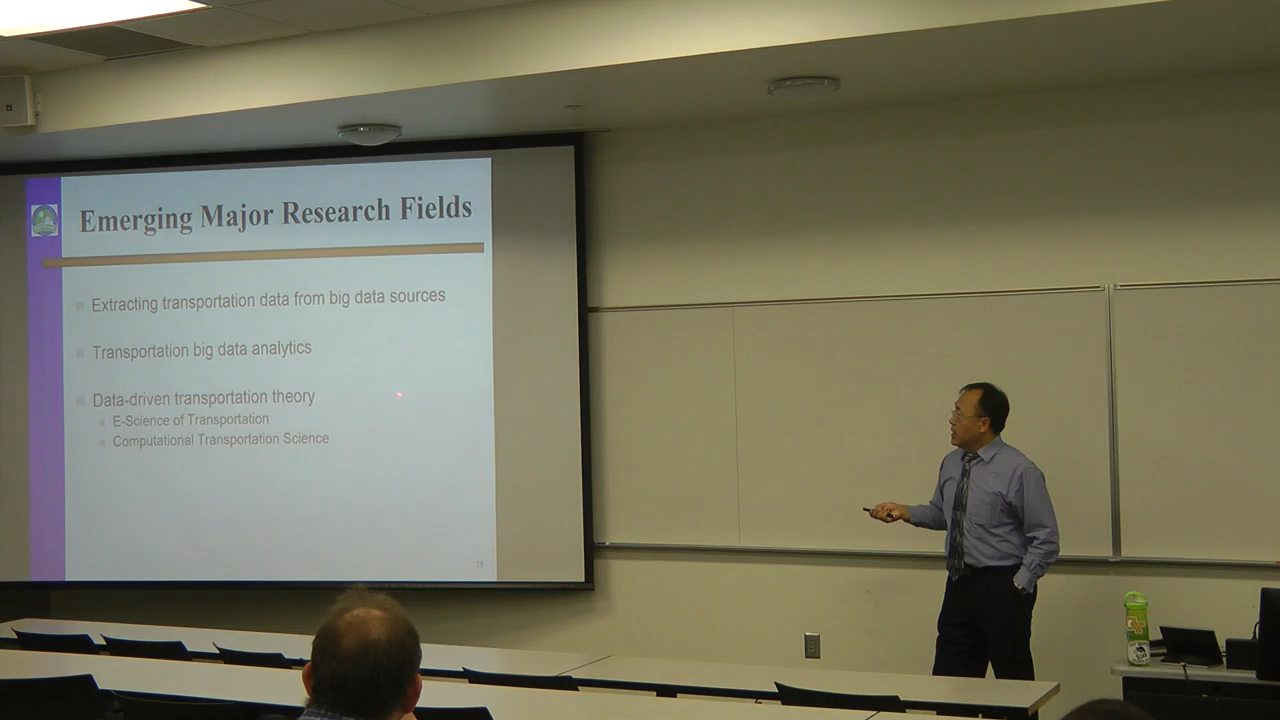 Emerging Major Research Fields
Extracting transportation data from big data sources
Transportation big data analytics
Data-driven transportation theory
E-Science of Transportation
Computational Transportation Science
25